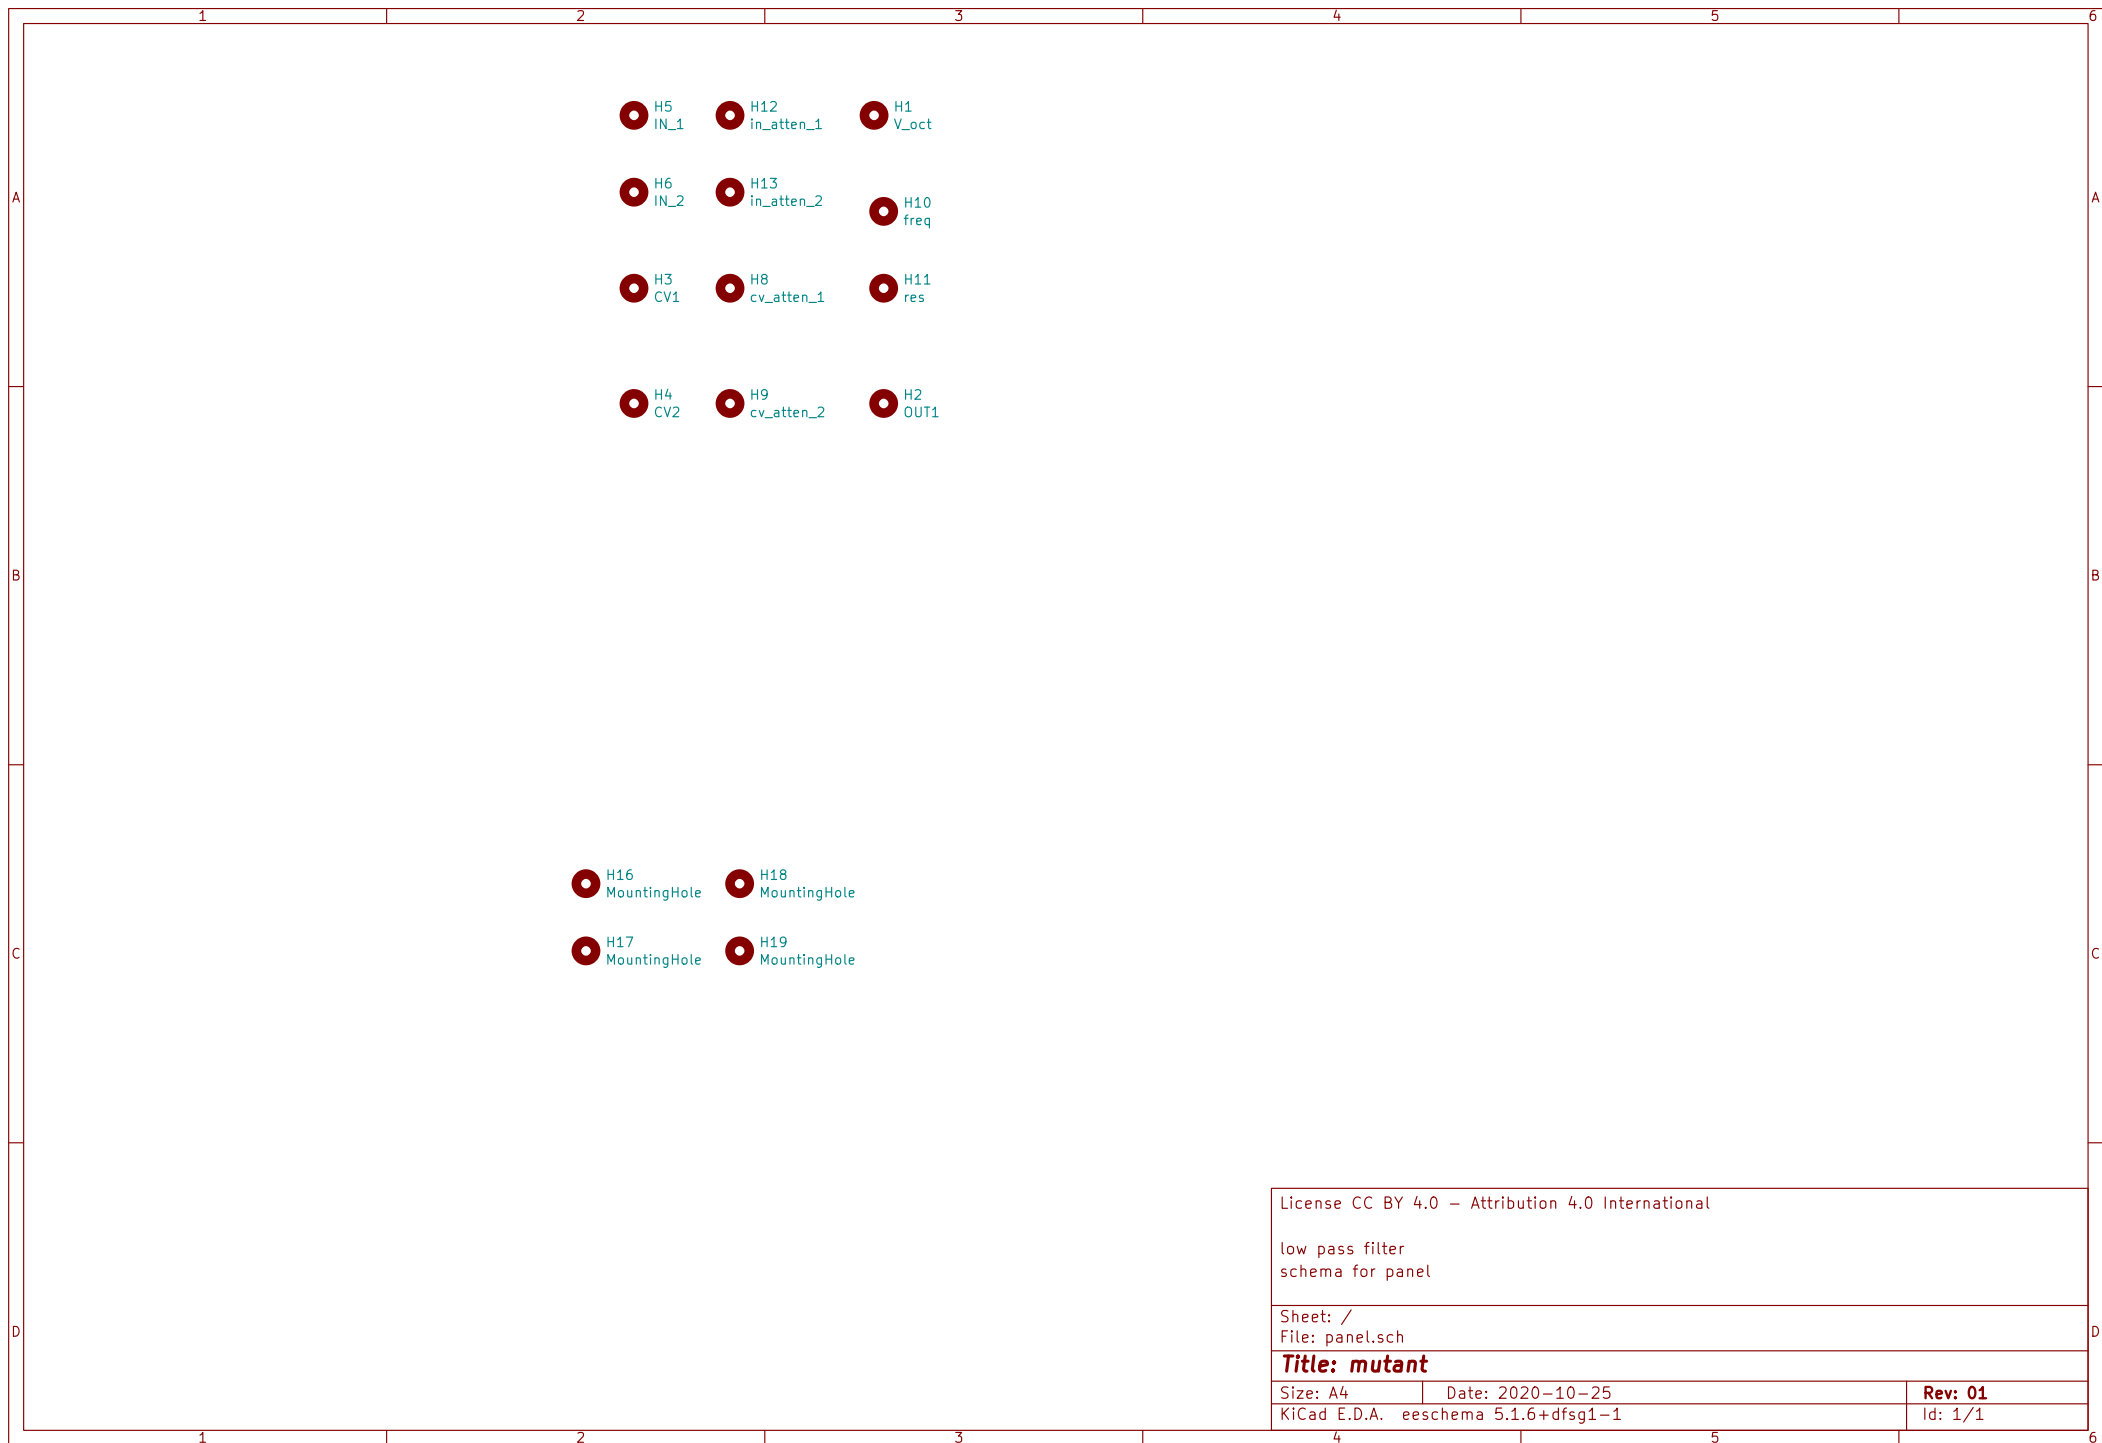 1 2 3 4 5 6
H5
IN_1
H12
in_atten_1
H1
V_oct
H6
IN_2
H13
in_atten_2
H10
freq
A A
H3
CV1
H8
cv_atten_1
H11
res
H4
CV2
H9
cv_atten_2
H2
OUT1
B B
H16
MountingHole
H18
MountingHole
H17
MountingHole
H19
MountingHole
C C
License CC BY 4.0 - Attribution 4.0 International
low pass filter
schema for panel
Sheet: /
File: panel.sch
D D
Title: mutant
Size: A4 Date: 2020-10-25 Rev: 01
KiCad E.D.A. eeschema 5.1.6+dfsg1-1 Id: 1/1
1 2 3 4 5 6